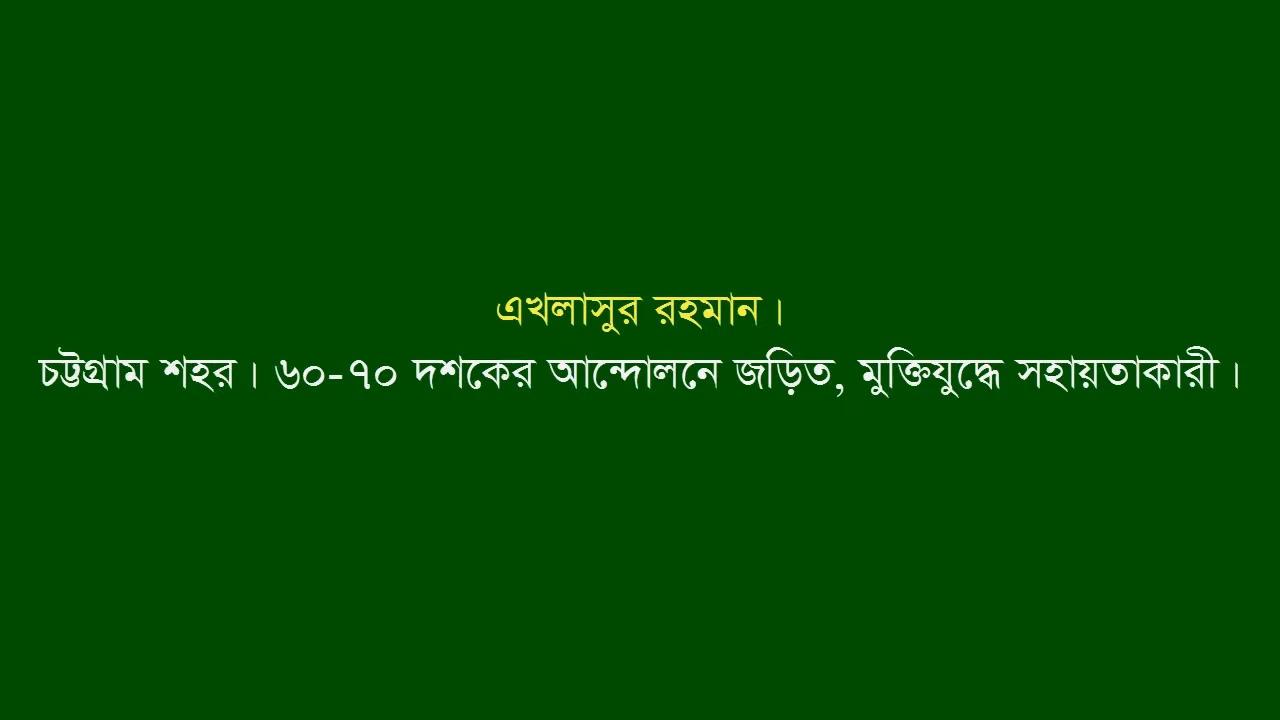 এখলাসুর রহমান।
চট্টগ্রাম শহর। ৬০-৭০ দশকের আন্দোলনে জড়িত, মুক্তিযুদ্ধে সহায়তাকারী।